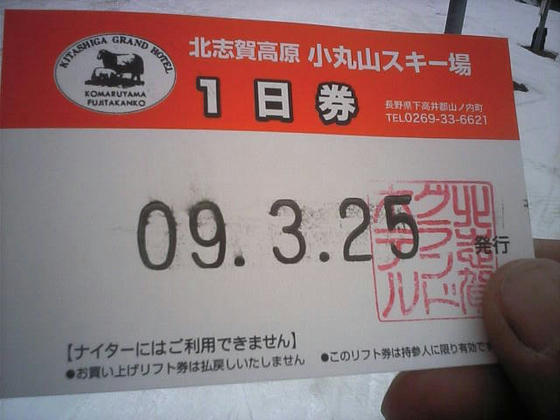 KITASHIGA GRAND HOTEL
KOMARUYAMA
FUJITAKANKO
北志賀高原 小丸山スキー場
1日券
長野県下高井郡山ノ内町
TEL0269-33-6621
09.3.25
北志賀
グランド
ホテル
発行
【ナイターにはご利用できません】
●お買い上げリフト券は払戻しいたしません ●このリフト券は持参人に限り有効です